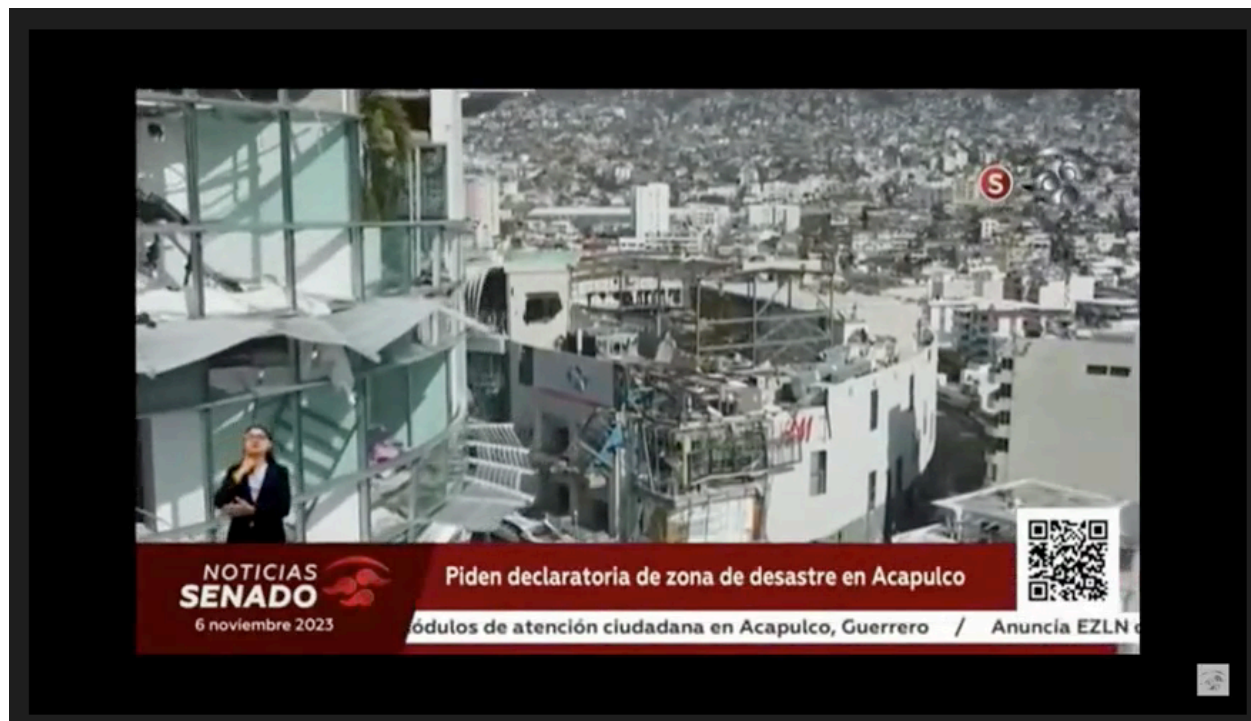 S
NOTICIAS
SENADO
6 noviembre 2023
Piden declaratoria de zona de desastre en Acapulco
ódulos de atención ciudadana en Acapulco, Guerrero / Anuncia EZLN